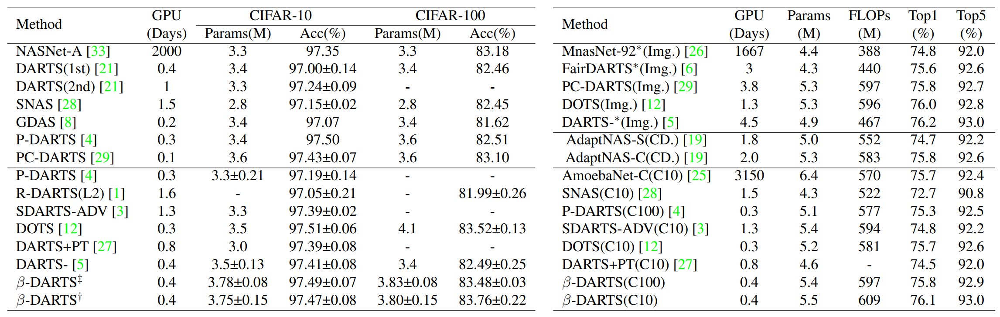 Method GPU (Days) CIFAR-10 CIFAR-100
Params(M) Acc(%) Params(M) Acc(%)
NASNet-A [33] 2000 3.3 97.35 3.3 83.18
DARTS(1st) [21] 0.4 3.4 97.00±0.14 3.4 82.46
DARTS(2nd) [21] 1 3.3 97.24±0.09 - -
SNAS [28] 1.5 2.8 97.15±0.02 2.8 82.45
GDAS [8] 0.2 3.4 97.07 3.4 81.62
P-DARTS [4] 0.3 3.4 97.50 3.6 82.51
PC-DARTS [29] 0.1 3.6 97.43±0.07 3.6 83.10
P-DARTS [4] 0.3 3.3±0.21 97.19±0.14 - -
R-DARTS(L2) [1] 1.6 - 97.05±0.21 - 81.99±0.26
SDARTS-ADV [3] 1.3 3.3 97.39±0.02 - -
DOTS [12] 0.3 3.5 97.51±0.06 4.1 83.52±0.13
DARTS+PT [27] 0.8 3.0 97.39±0.08 - -
DARTS- [5] 0.4 3.5±0.13 97.41±0.08 3.4 82.49±0.25
β-DARTS‡ 0.4 3.78±0.08 97.49±0.07 3.83±0.08 83.48±0.03
β-DARTS† 0.4 3.75±0.15 97.47±0.08 3.80±0.15 83.76±0.22
Method GPU Params FLOPs Top1 Top5
(Days) (M) (M) (%) (%)
MnasNet-92*(Img.) [26] 1667 4.4 388 74.8 92.0
FairDARTS*(Img.) [6] 3 4.3 440 75.6 92.6
PC-DARTS(Img.) [29] 3.8 5.3 597 75.8 92.7
DOTS(Img.) [12] 1.3 5.3 596 76.0 92.8
DARTS-*(Img.) [5] 4.5 4.9 467 76.2 93.0
AdaptNAS-S(CD.) [19] 1.8 5.0 552 74.7 92.2
AdaptNAS-C(CD.) [19] 2.0 5.3 583 75.8 92.6
AmoebaNet-C(C10) [25] 3150 6.4 570 75.7 92.4
SNAS(C10) [28] 1.5 4.3 522 72.7 90.8
P-DARTS(C100) [4] 0.3 5.1 577 75.3 92.5
SDARTS-ADV(C10) [3] 1.3 5.4 594 74.8 92.2
DOTS(C10) [12] 0.3 5.2 581 75.7 92.6
DARTS+PT(C10) [27] 0.8 4.6 - 74.5 92.0
β-DARTS(C100) 0.4 5.4 597 75.8 92.9
β-DARTS(C10) 0.4 5.5 609 76.1 93.0